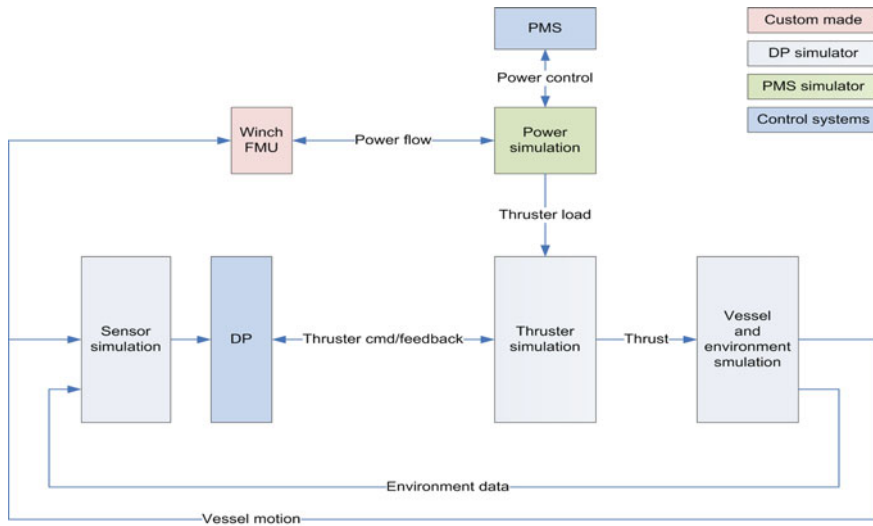 PMS
Custom made
DP simulator
PMS simulator
Control systems
Power control
Winch
FMU
Power flow
Power
simulation
Thruster load
Sensor
simulation
DP
Thruster cmd/feedback
Thruster
simulation
Thrust
Vessel
and
environment
smulation
Environment data
Vessel motion